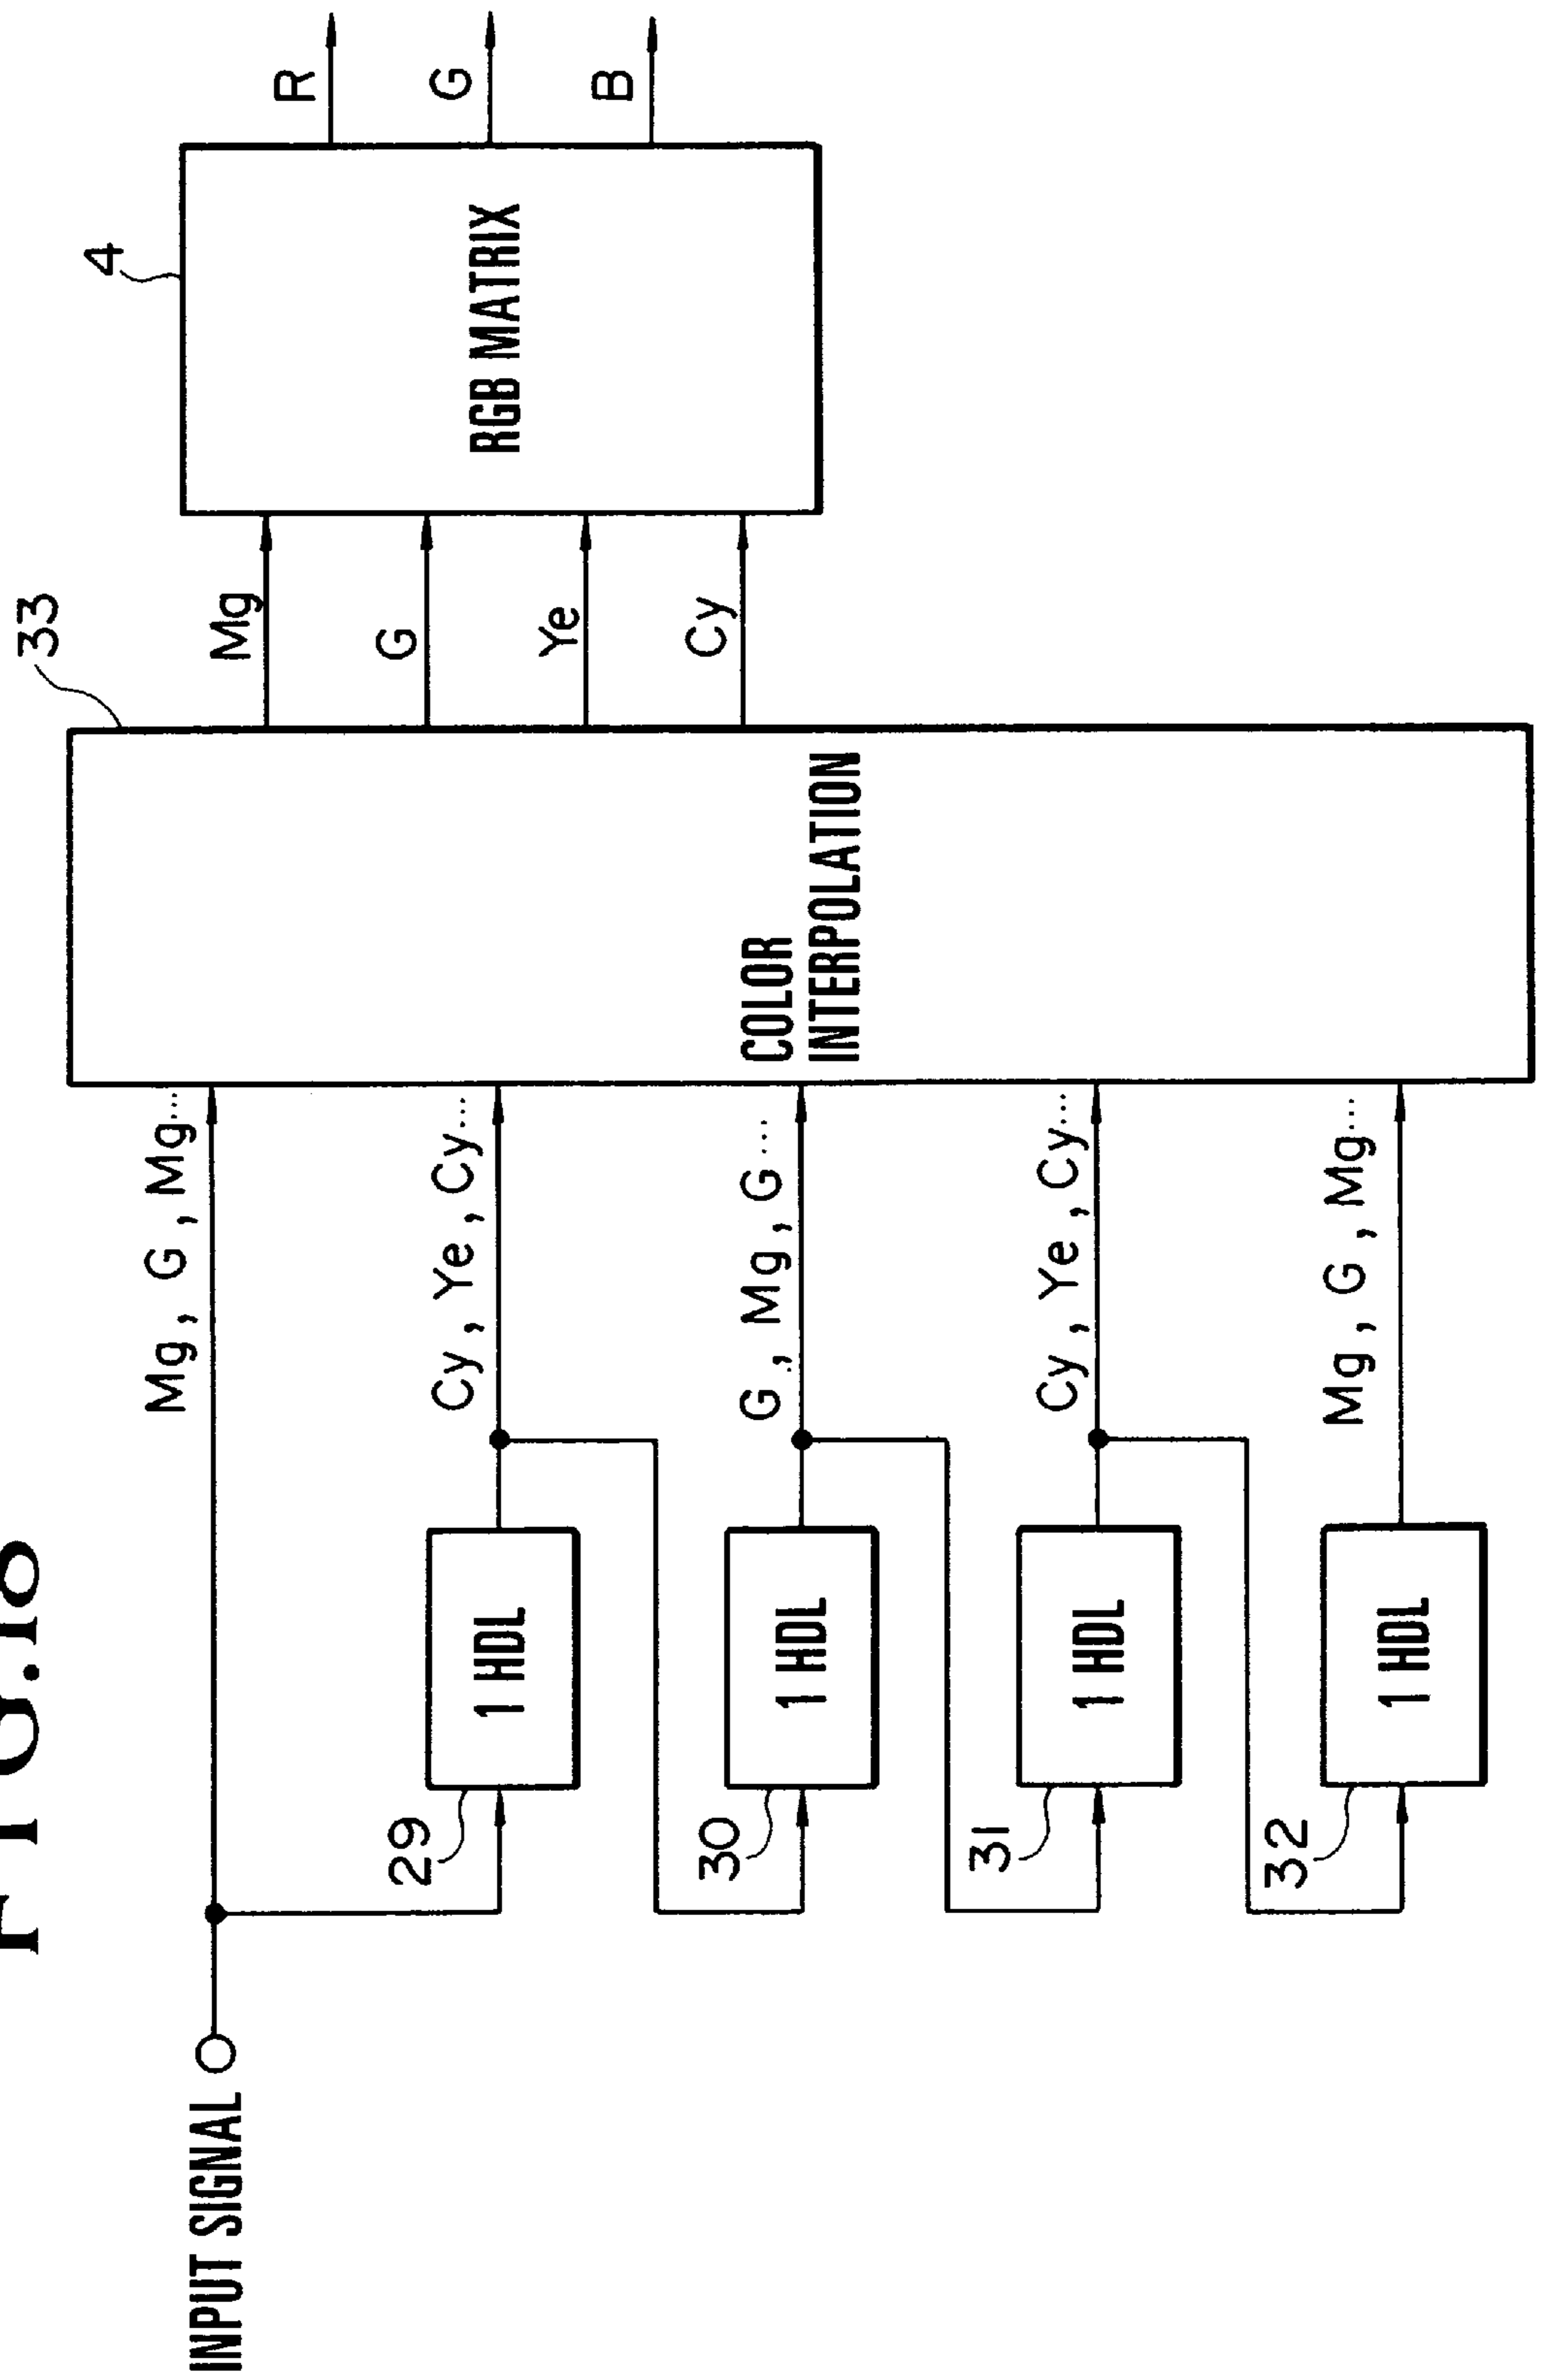 FIG.18
INPUT SIGNAL
Mg, G, Mg...
29
1 HDL
Cy, Ye, Cy...
30
1 HDL
G, Mg, G...
31
1 HDL
Cy, Ye, Cy...
32
1 HDL
Mg, G, Mg...
33
COLOR
INTERPOLATION
Mg
G
Ye
Cy
4
RGB MATRIX
R
G
B